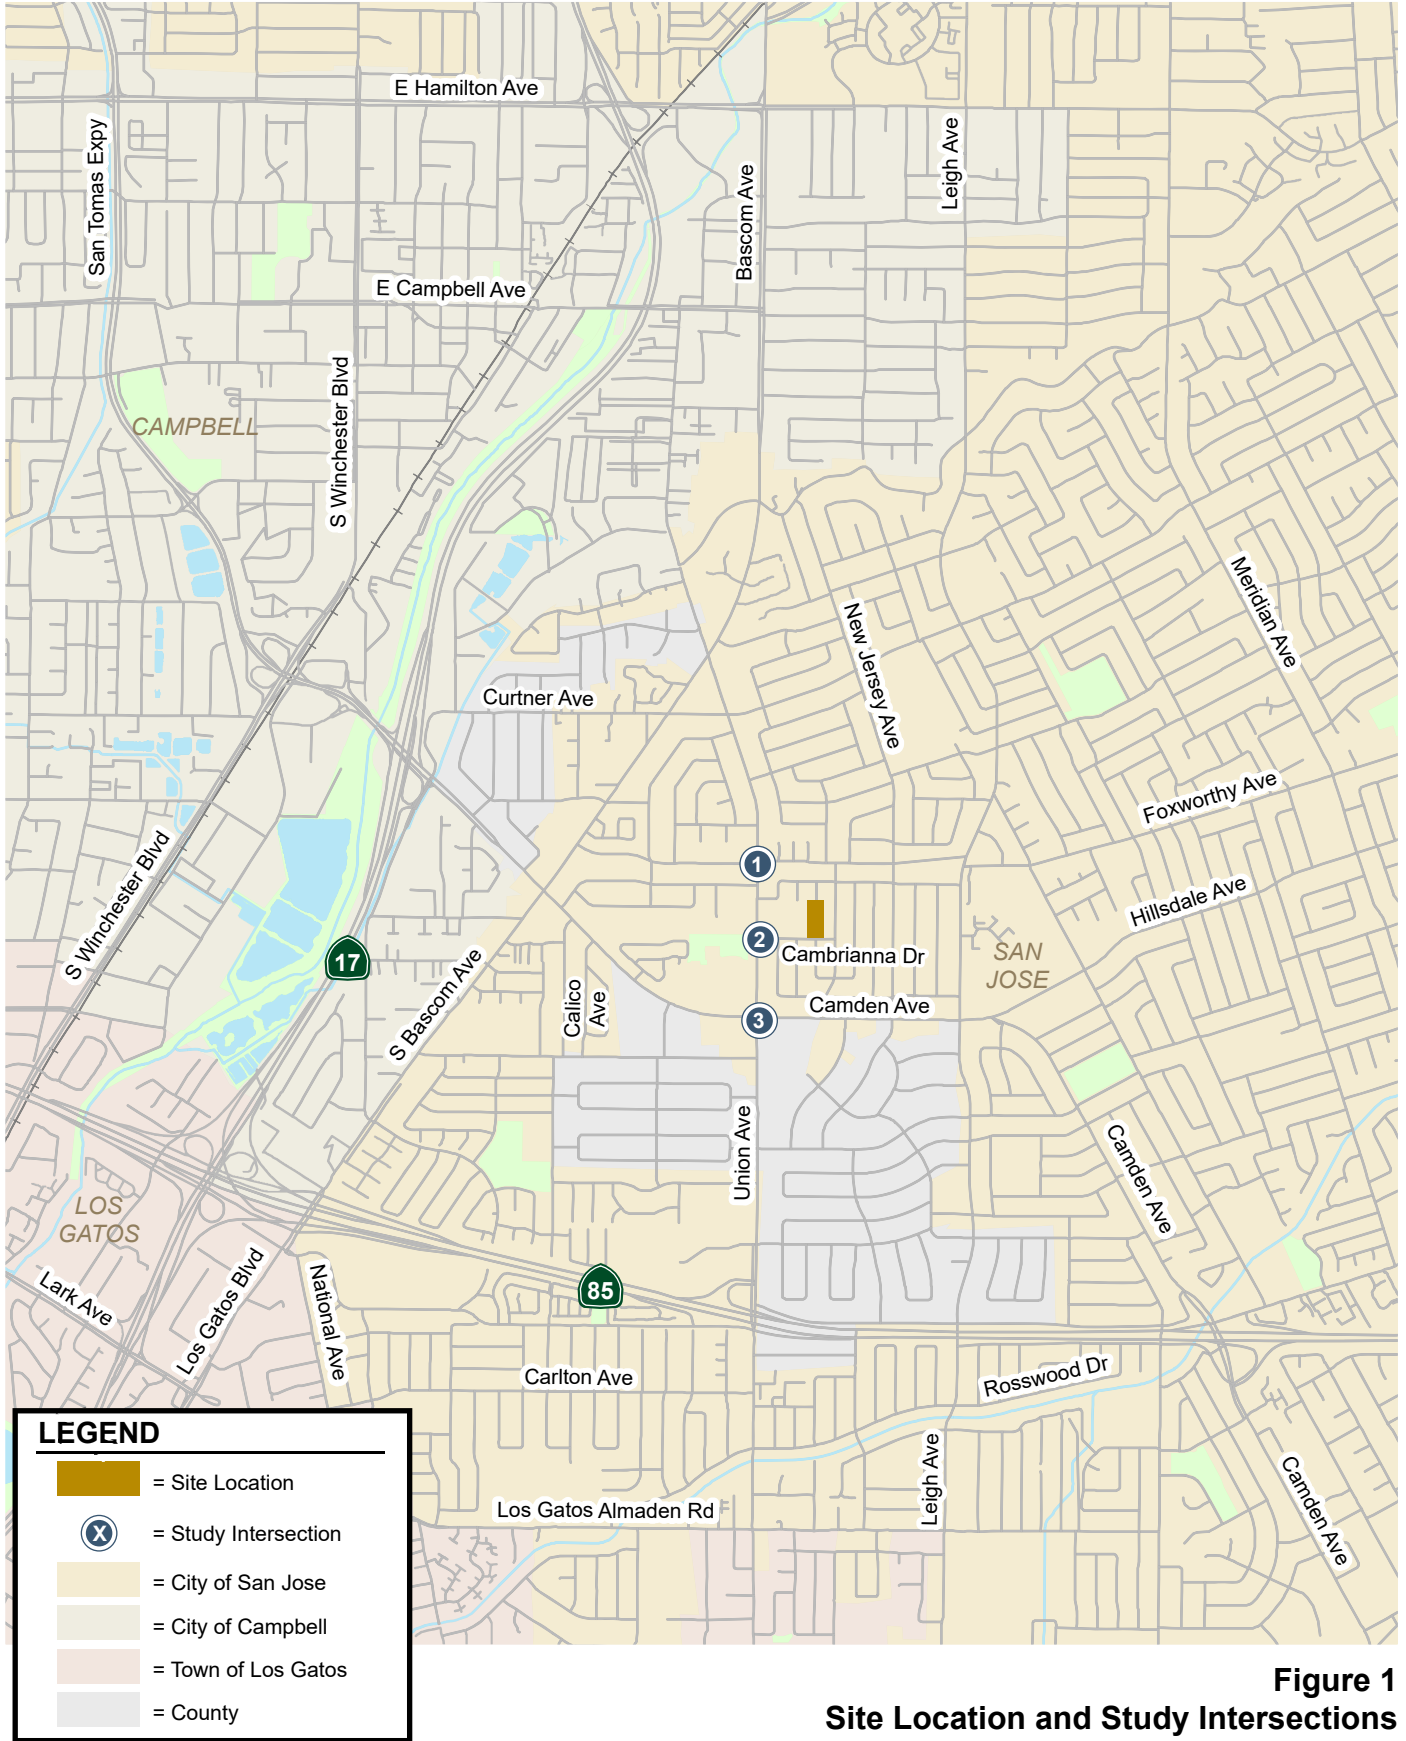 E Hamilton Ave
San Tomas Expy
Leigh Ave
Bascom Ave
E Campbell Ave
S Winchester Blvd
CAMPBELL
Meridian Ave
New Jersey Ave
Curtner Ave
Foxworthy Ave
S Winchester Blvd
1
Hillsdale Ave
2
Cambrianna Dr
SAN
JOSE
17
S Bascom Ave
Calico
Ave
Camden Ave
3
Union Ave
Camden Ave
LOS
GATOS
Lark Ave
Los Gatos Blvd
National Ave
85
Carlton Ave
Rosswood Dr
Leigh Ave
Camden Ave
Los Gatos Almaden Rd
LEGEND
= Site Location
X
= Study Intersection
= City of San Jose
= City of Campbell
= Town of Los Gatos
= County
Figure 1
Site Location and Study Intersections